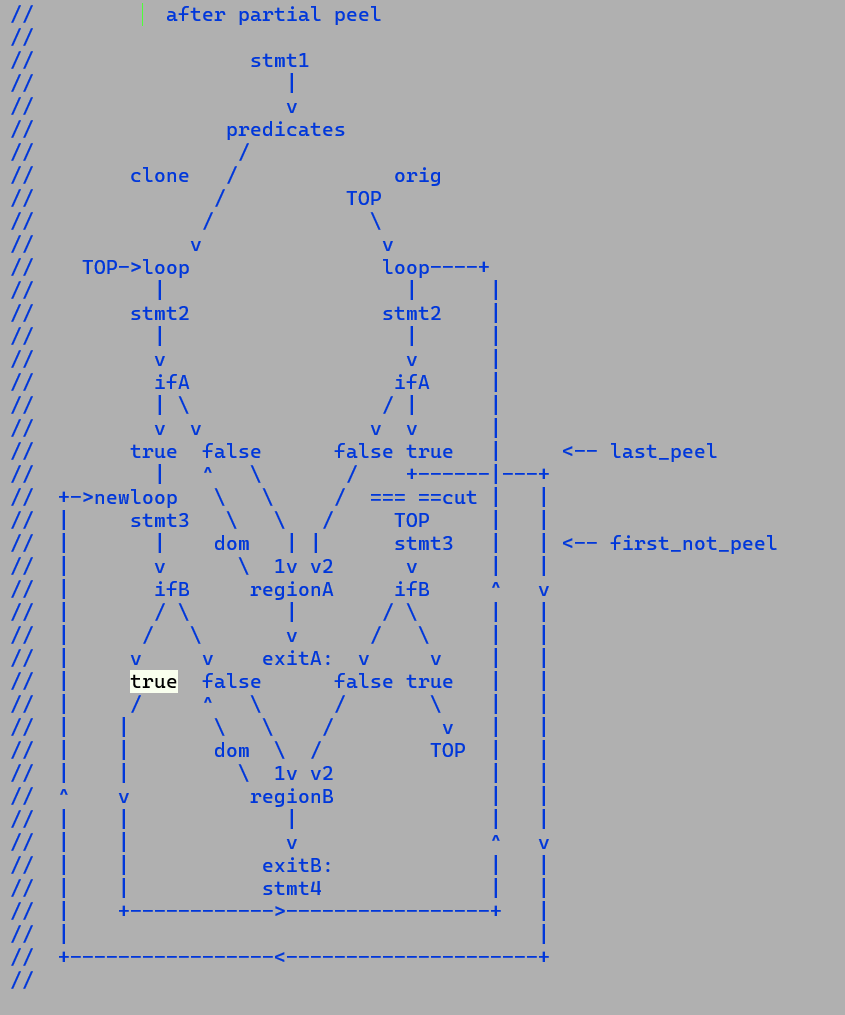 //         |  after partial peel
//
//                  stmt1
//                     |
//                     v
//                predicates
//                 /
//        clone   /             orig
//               /          TOP
//              /             \
//             v               v
//    TOP->loop                loop----+
//          |                    |      |
//        stmt2                stmt2    |
//          |                    |      |
//          v                    v      |
//          ifA                 ifA     |
//          | \                / |      |
//          v  v              v  v      |
//        true  false      false true   |     <-- last_peel
//          |   ^   \       /    +------|---+
//  +->newloop   \   \     /  === ==cut |   |
//  |     stmt3   \   \   /     TOP     |   |
//  |       |    dom   | |      stmt3   |   | <-- first_not_peel
//  |       v      \  1v v2      v      |   |
//  |       ifB     regionA     ifB     ^   v
//  |       / \        |       / \      |   |
//  |      /   \       v      /   \     |   |
//  |     v     v    exitA:  v     v    |   |
//  |     true  false      false true   |   |
//  |     /     ^   \      /       \    |   |
//  |    |       \   \    /         v   |   |
//  |    |       dom  \  /         TOP  |   |
//  |    |         \  1v v2             |   |
//  ^    v          regionB             |   |
//  |    |             |                |   |
//  |    |             v                ^   v
//  |    |           exitB:             |   |
//  |    |           stmt4              |   |
//  |    +------------>-----------------+   |
//  |                                       |
//  +-----------------<---------------------+
//